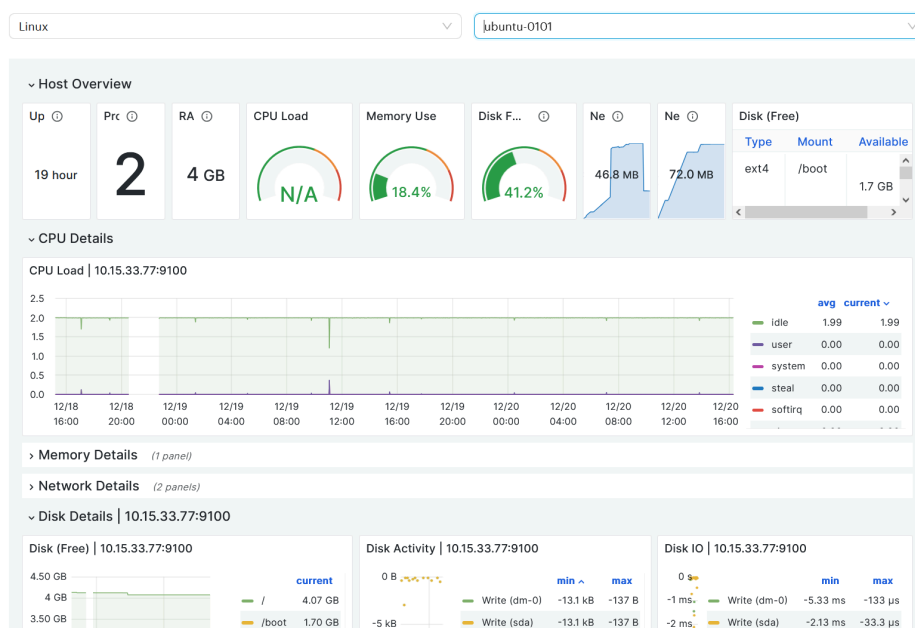 Linux
ubuntu-0101
Host Overview
Up
19 hour
Prc
2
RA
4 GB
CPU Load
N/A
Memory Use
18.4%
Disk F...
41.2%
Ne
46.8 MB
Ne
72.0 MB
Disk (Free)
Type Mount Available
ext4 /boot 1.7 GB
CPU Details
CPU Load | 10.15.33.77:9100
2.5
2.0
1.5
1.0
0.5
0.0
12/18 16:00
12/18 20:00
12/19 00:00
12/19 04:00
12/19 08:00
12/19 12:00
12/19 16:00
12/19 20:00
12/20 00:00
12/20 04:00
12/20 08:00
12/20 12:00
12/20 16:00
avg current
idle 1.99 1.99
user 0.00 0.00
system 0.00 0.00
steal 0.00 0.00
softirq 0.00 0.00
Memory Details (1 panel)
Network Details (2 panels)
Disk Details | 10.15.33.77:9100
Disk (Free) | 10.15.33.77:9100
4.50 GB
4 GB
3.50 GB
current
/ 4.07 GB
/boot 1.70 GB
Disk Activity | 10.15.33.77:9100
0 B
-5 kB
min max
Write (dm-0) -13.1 kB -137 B
Write (sda) -13.1 kB -137 B
Disk IO | 10.15.33.77:9100
0 s
-1 ms
-2 ms
min max
Write (dm-0) -5.33 ms -133 µs
Write (sda) -2.13 ms -33.3 µs